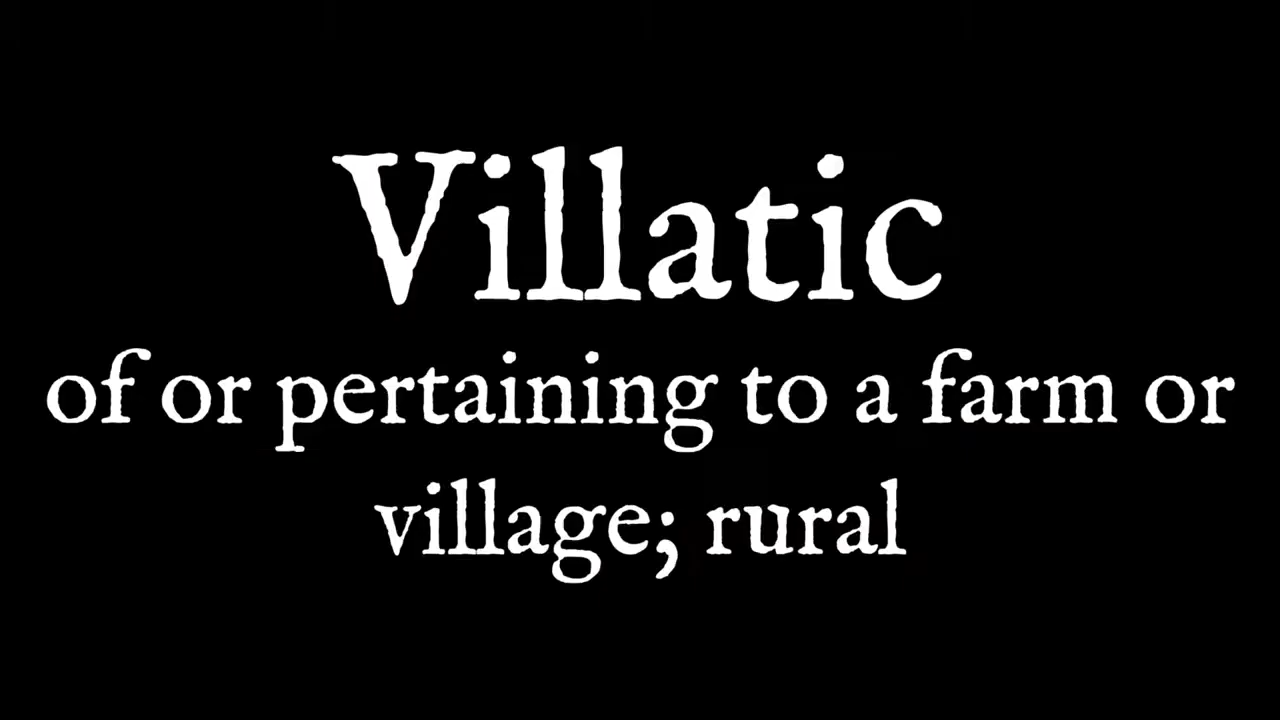 Villatic
of or pertaining to a farm or
village; rural